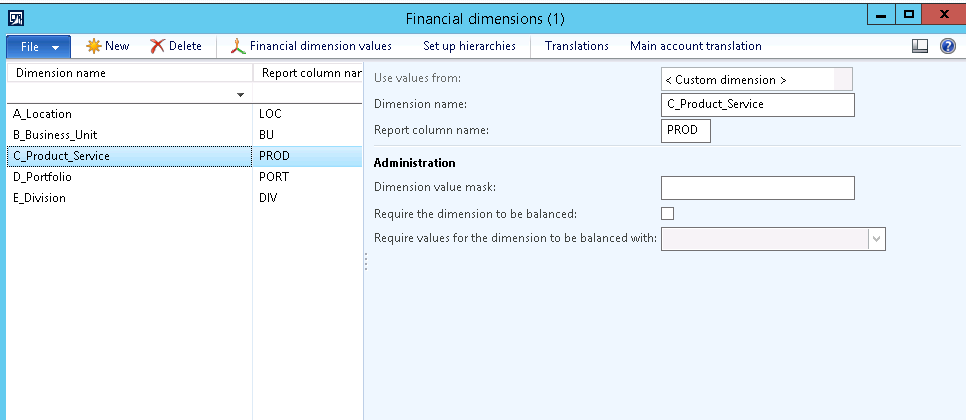 Financial dimensions (1)
File New Delete Financial dimension values Set up hierarchies Translations Main account translation
Dimension name Report column nar
A_Location LOC
B_Business_Unit BU
C_Product_Service PROD
D_Portfolio PORT
E_Division DIV
Use values from: < Custom dimension >
Dimension name: C_Product_Service
Report column name: PROD
Administration
Dimension value mask:
Require the dimension to be balanced:
Require values for the dimension to be balanced with: